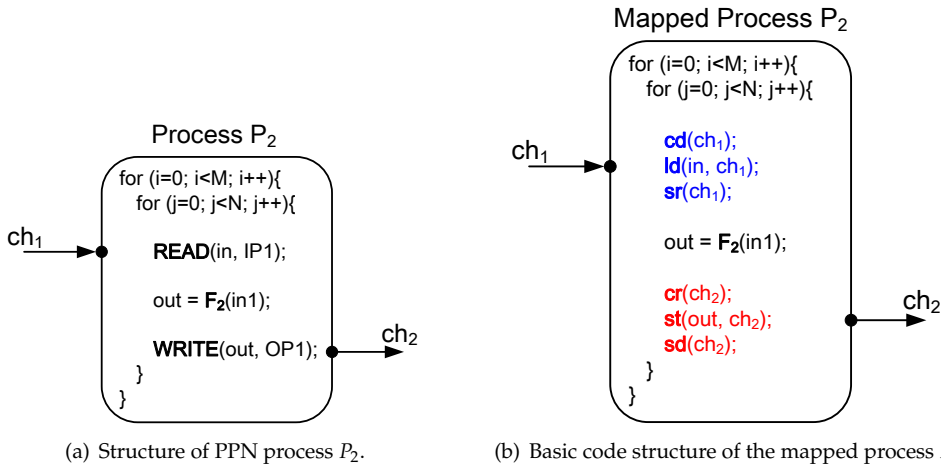 Process P2
ch1
for (i=0; i<M; i++){
for (j=0; j<N; j++){
READ(in, IP1);
out = F2(in1);
WRITE(out, OP1);
}
}
ch2
(a) Structure of PPN process P2.
Mapped Process P2
ch1
for (i=0; i<M; i++){
for (j=0; j<N; j++){
cd(ch1);
ld(in, ch1);
sr(ch1);
out = F2(in1);
cr(ch2);
st(out, ch2);
sd(ch2);
}
}
ch2
(b) Basic code structure of the mapped process